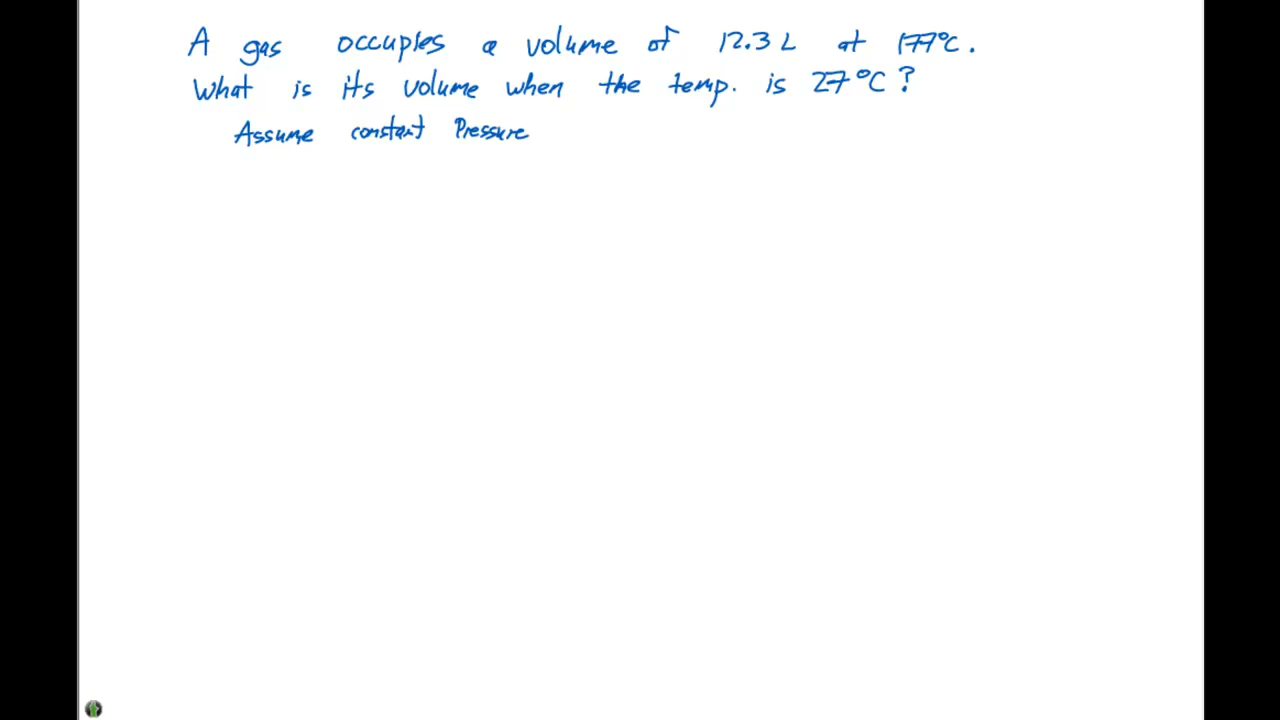 A gas occupies a volume of 12.3 L at 177°C.
What is its volume when the temp. is 27°C?
Assume constant Pressure